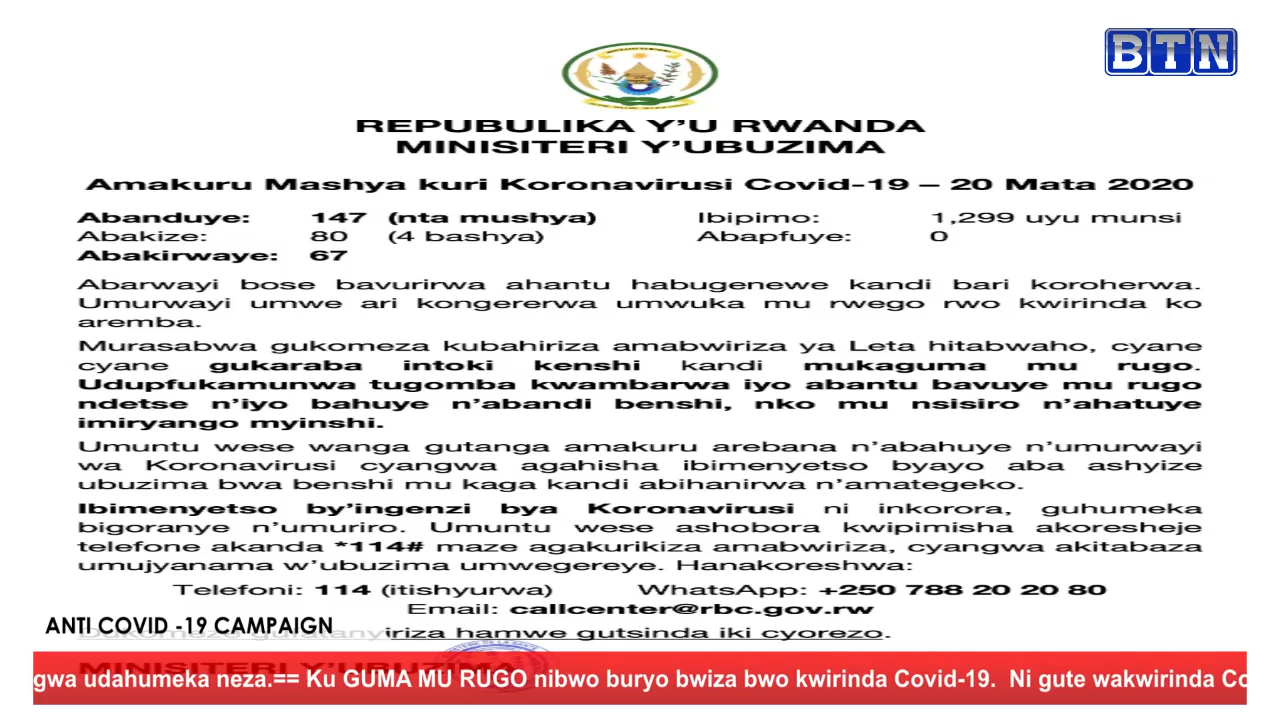 BTN
REPUBULIKA Y'U RWANDA
MINISITERI Y'UBUZIMA
Amakuru Mashya kuri Koronavirusi Covid-19 – 20 Mata 2020
Abanduye: 147 (nta mushya) Ibipimo: 1,299 uyu munsi
Abakize: 80 (4 bashya) Abapfuye: 0
Abakirwaye: 67
Abarwayi bose bavurirwa ahantu habugenewe kandi bari koroherwa.
Umurwayi umwe ari kongererwa umwuka mu rwego rwo kwirinda ko
aremba.
Murasabwa gukomeza kubahiriza amabwiriza ya Leta hitabwaho, cyane
cyane gukaraba intoki kenshi kandi mukaguma mu rugo.
Udupfukamunwa tugomba kwambarwa iyo abantu bavuye mu rugo
ndetse n'iyo bahuye n'abandi benshi, nko mu nsisiro n'ahatuye
imiryango myinshi.
Umuntu wese wanga gutanga amakuru arebana n'abahuye n'umurwayi
wa Koronavirusi cyangwa agahisha ibimenyetso byayo aba ashyize
ubuzima bwa benshi mu kaga kandi abihanirwa n'amategeko.
Ibimenyetso by'ingenzi bya Koronavirusi ni inkorora, guhumeka
bigoranye n'umuriro. Umuntu wese ashobora kwipimisha akoresheje
telefone akanda *114# maze agakurikiza amabwiriza, cyangwa akitabaza
umujyanama w'ubuzima umwegereye. Hanakoreshwa:
Telefoni: 114 (itishyurwa) WhatsApp: +250 788 20 20 80
Email: callcenter@rbc.gov.rw
ANTI COVID -19 CAMPAIGN
hamwe gutsinda iki cyorezo.
MINISITERI Y'UBUZIMA
gwa udahumeka neza.== Ku GUMA MU RUGO nibwo buryo bwiza bwo kwirinda Covid-19. Ni gute wakwirinda Co